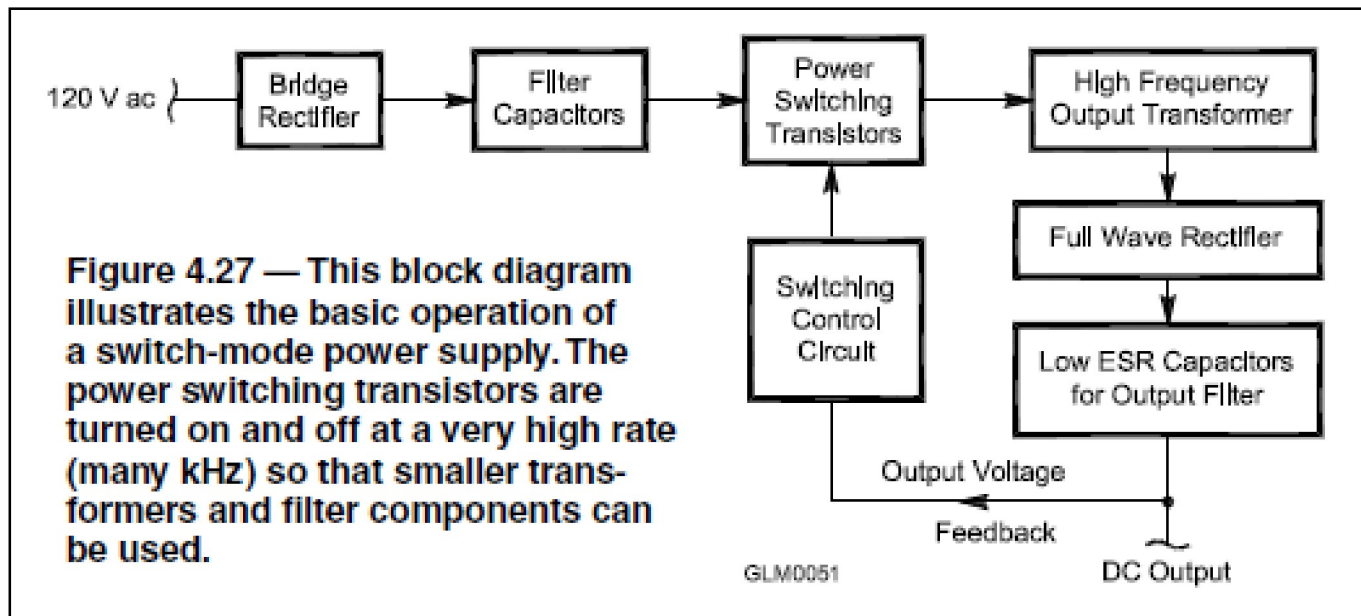 120 V ac
Bridge
Rectifier
Filter
Capacitors
Power
Switching
Transistors
High Frequency
Output Transformer
Full Wave Rectifier
Low ESR Capacitors
for Output Filter
Switching
Control
Circuit
Output Voltage
Feedback
DC Output
GLM0051
Figure 4.27 — This block diagram
illustrates the basic operation of
a switch-mode power supply. The
power switching transistors are
turned on and off at a very high rate
(many kHz) so that smaller trans-
formers and filter components can
be used.